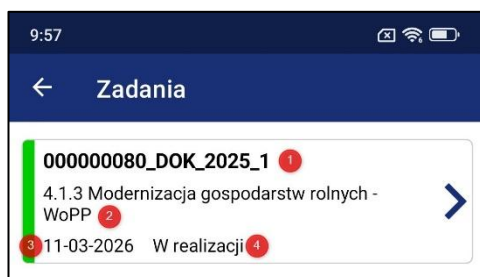 9:57
Zadania
000000080_DOK_2025_1 1
4.1.3 Modernizacja gospodarstw rolnych -
WoPP 2
3 11-03-2026 W realizacji 4